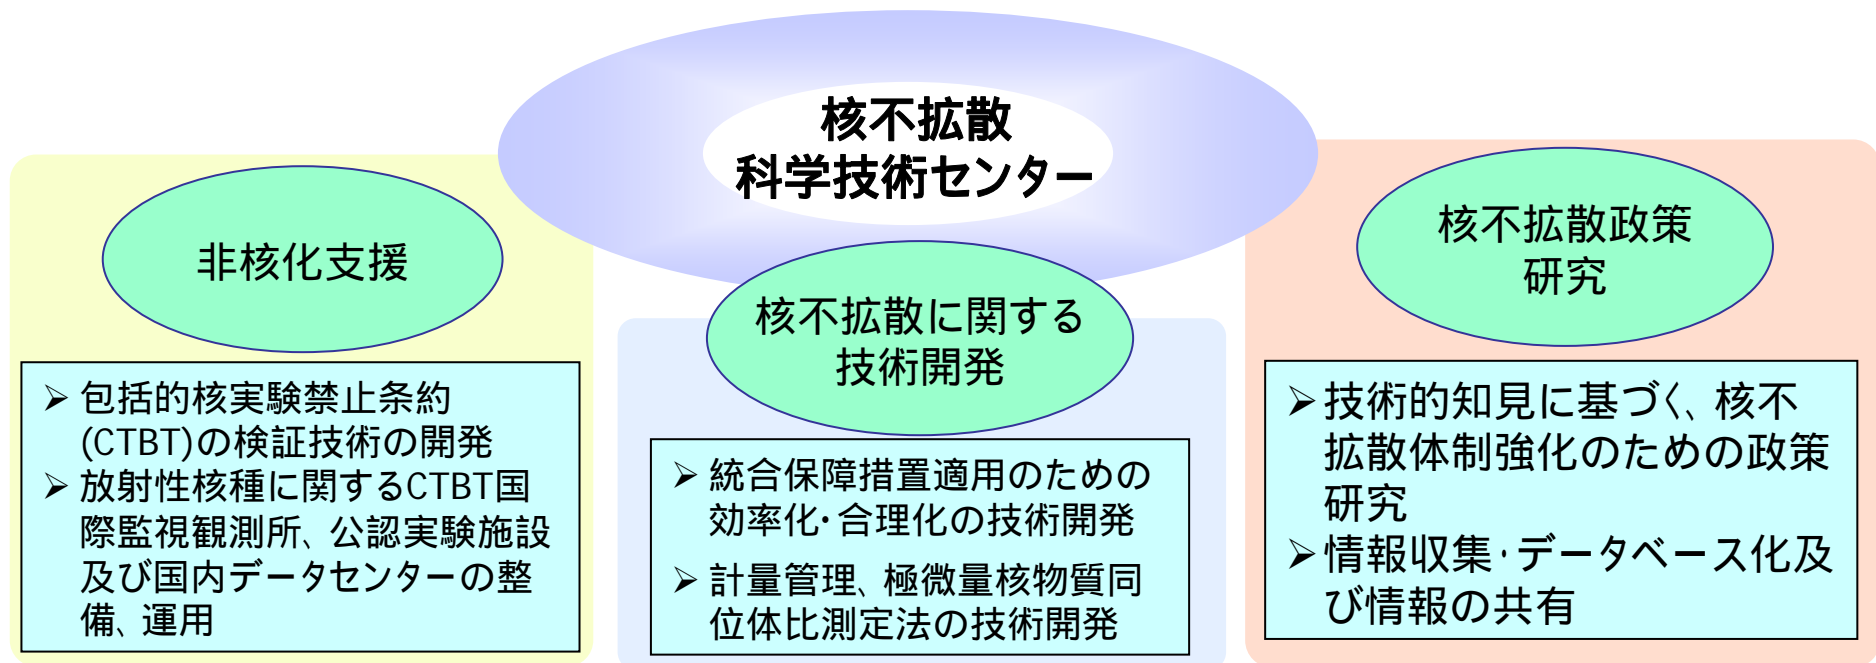 核不拡散
科学技術センター
非核化支援
➢ 包括的核実験禁止条約
(CTBT)の検証技術の開発
➢ 放射性核種に関するCTBT国
際監視観測所、公認実験施設
及び国内データセンターの整
備、運用
核不拡散に関する
技術開発
➢ 統合保障措置適用のための
効率化・合理化の技術開発
➢ 計量管理、極微量核物質同
位体比測定法の技術開発
核不拡散政策
研究
➢技術的知見に基づく、核不
拡散体制強化のための政策
研究
➢情報収集・データベース化及
び情報の共有